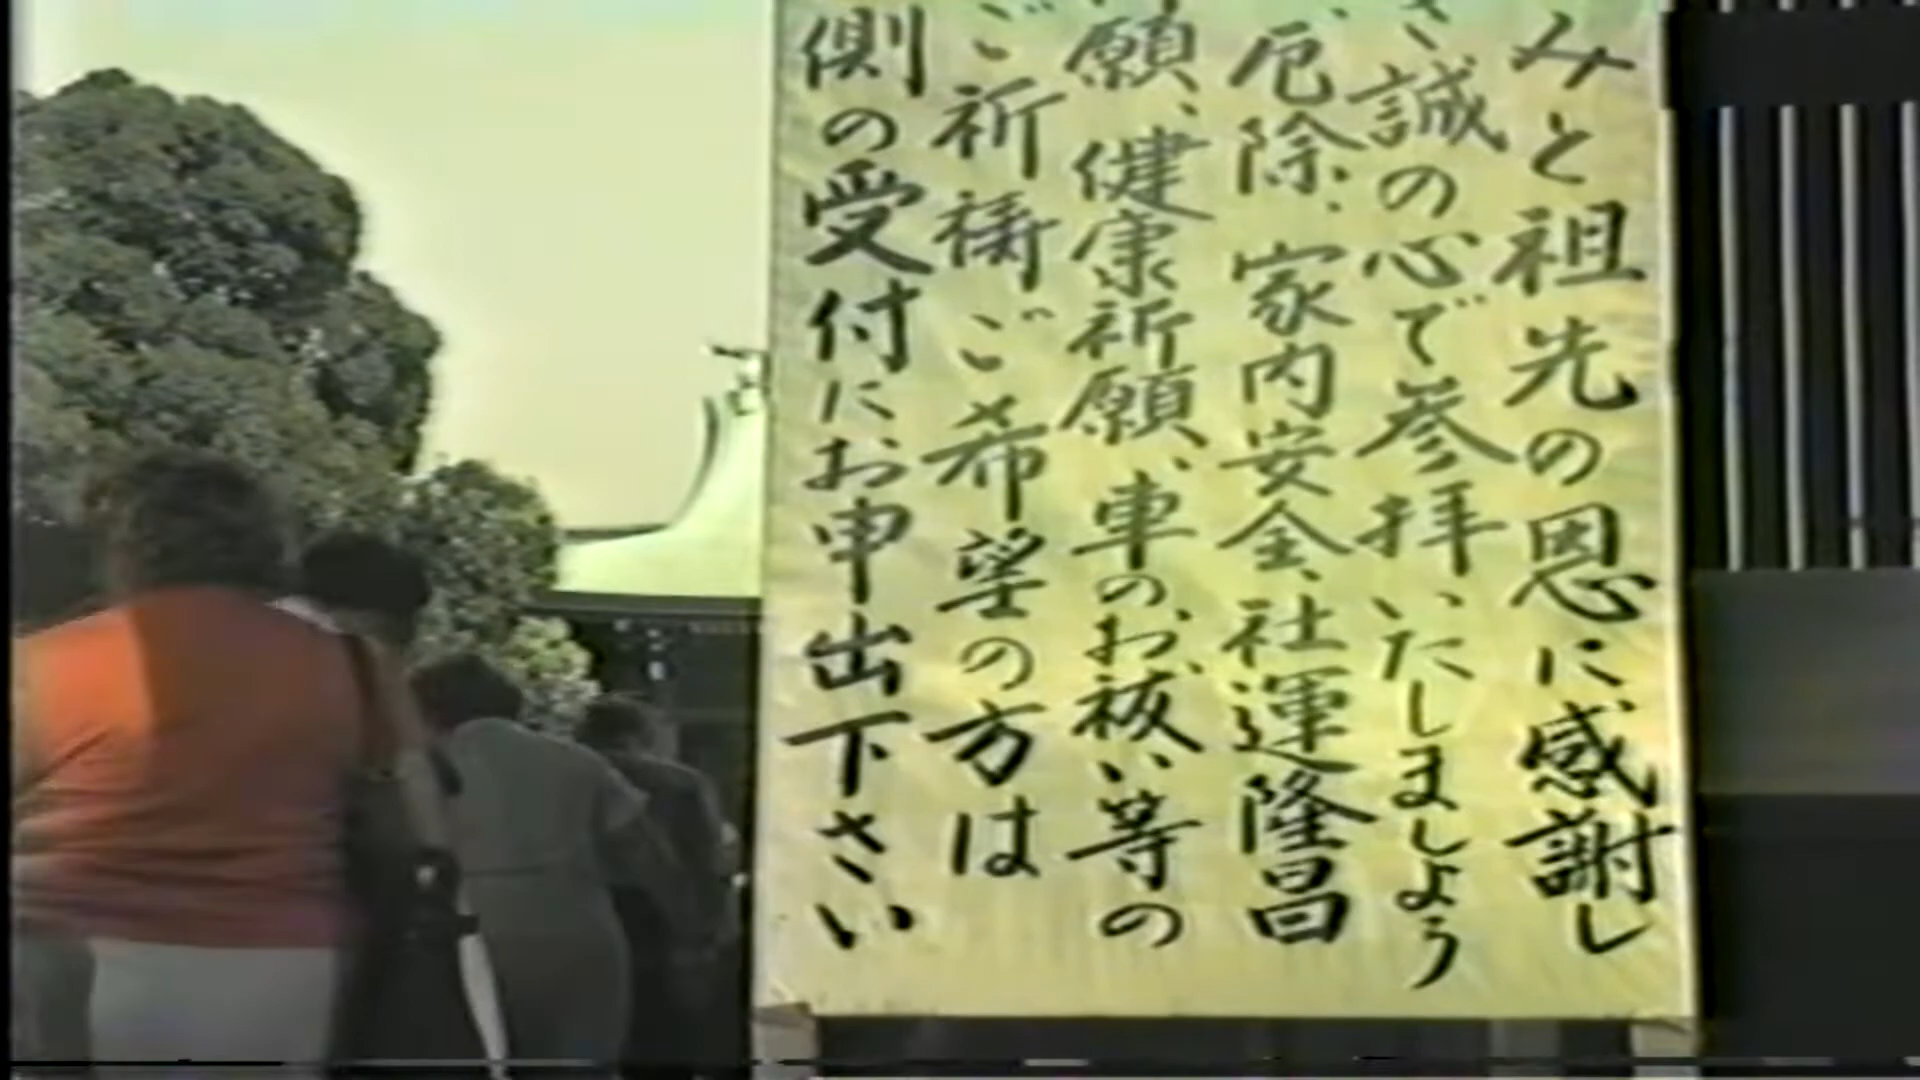 みと祖先の恩に感謝し
き誠の心で参拝いたしましよう
厄除、家内安全、社運隆昌
願、健康祈願、車のお祓い等の
ご祈祷ご希望の方は
側の受付にお申出下さい